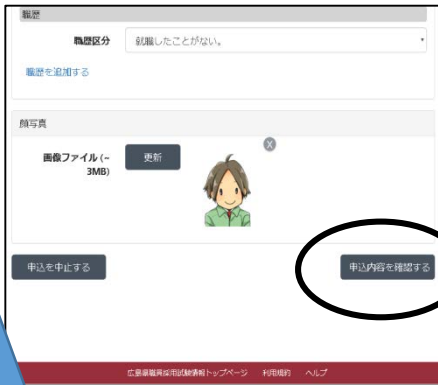 職歴
職歴区分 就職したことがない。
職歴を追加する
顔写真
画像ファイル (~ 更新
3MB)
X
申込を中止する 申込内容を確認する
広島県職員採用試験情報トップページ 利用規約 ヘルプ